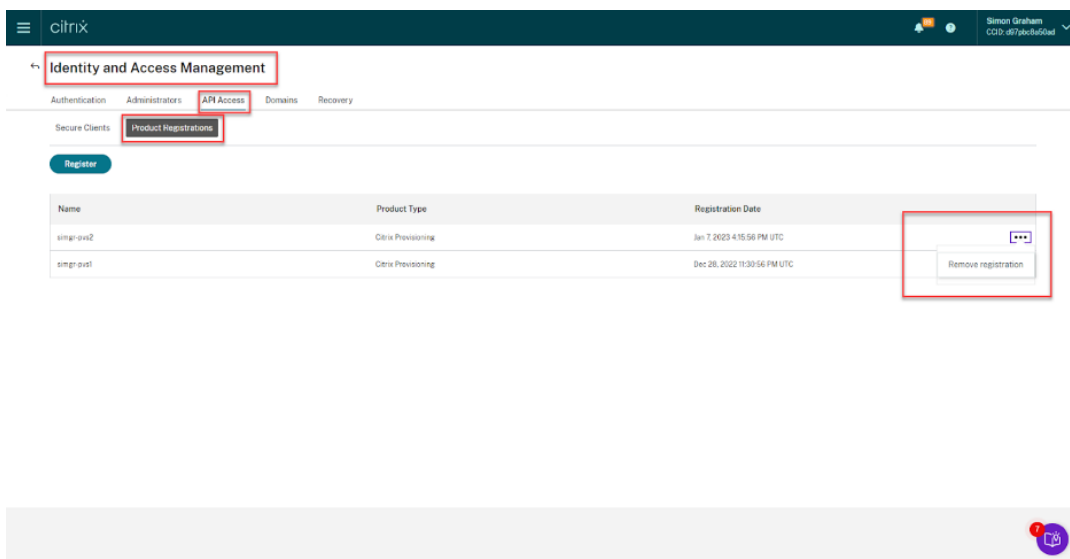 citrix
Simon Graham
CCID: d97pbc8a50ad
Identity and Access Management
Authentication Administrators API Access Domains Recovery
Secure Clients Product Registrations
Register
Name Product Type Registration Date
simgr-pvs2 Citrix Provisioning Jan 7, 2023 4:15:56 PM UTC
simgr-pvs1 Citrix Provisioning Dec 28, 2022 11:30:56 PM UTC
Remove registration
7